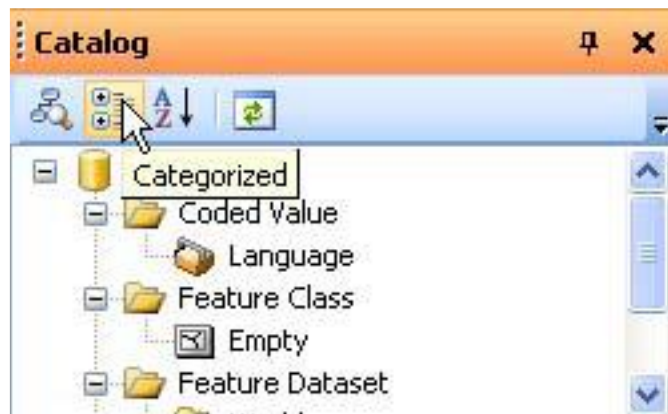 Catalog
Categorized
Coded Value
Language
Feature Class
Empty
Feature Dataset